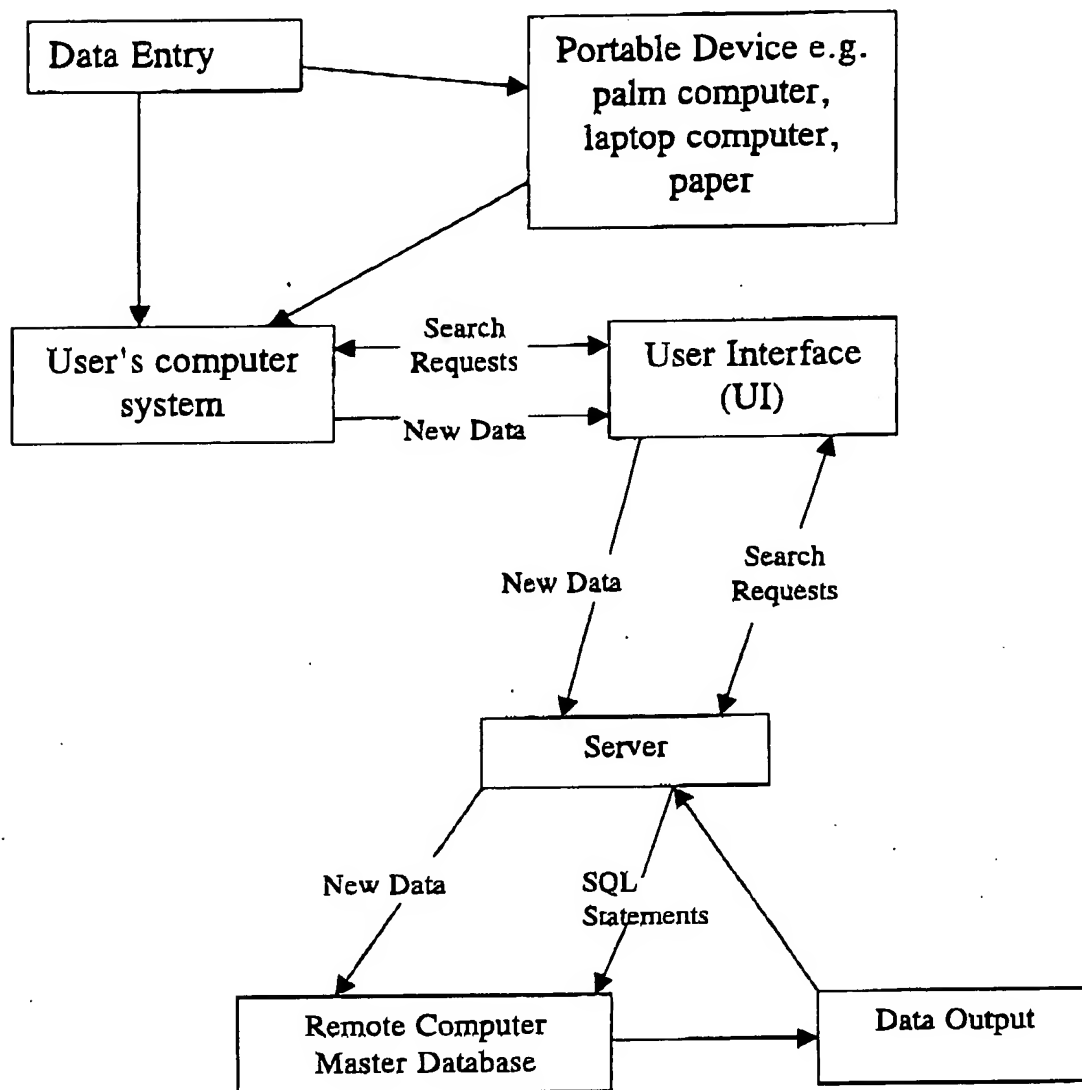 Data Entry
Portable Device e.g.
palm computer,
laptop computer,
paper
User's computer
system
Search
Requests
New Data
User Interface
(UI)
New Data
Search
Requests
Server
New Data
SQL
Statements
Remote Computer
Master Database
Data Output